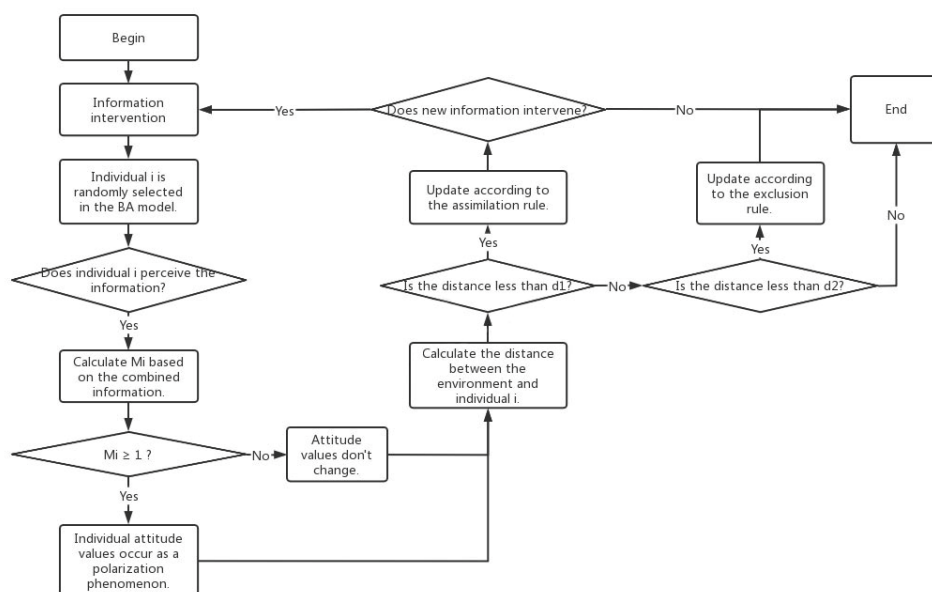 Begin
Information
intervention
Individual i is
randomly selected
in the BA model.
Does individual i perceive the
information?
Yes
Calculate Mi based
on the combined
information.
Mi ≥ 1 ?
No
Attitude
values don't
change.
Yes
Individual attitude
values occur as a
polarization
phenomenon.
Calculate the distance
between the
environment and
individual i.
Is the distance less than d1?
Yes
Update according to
the assimilation rule.
Does new information intervene?
Yes
No
No
Is the distance less than d2?
Yes
Update according
to the exclusion
rule.
No
End